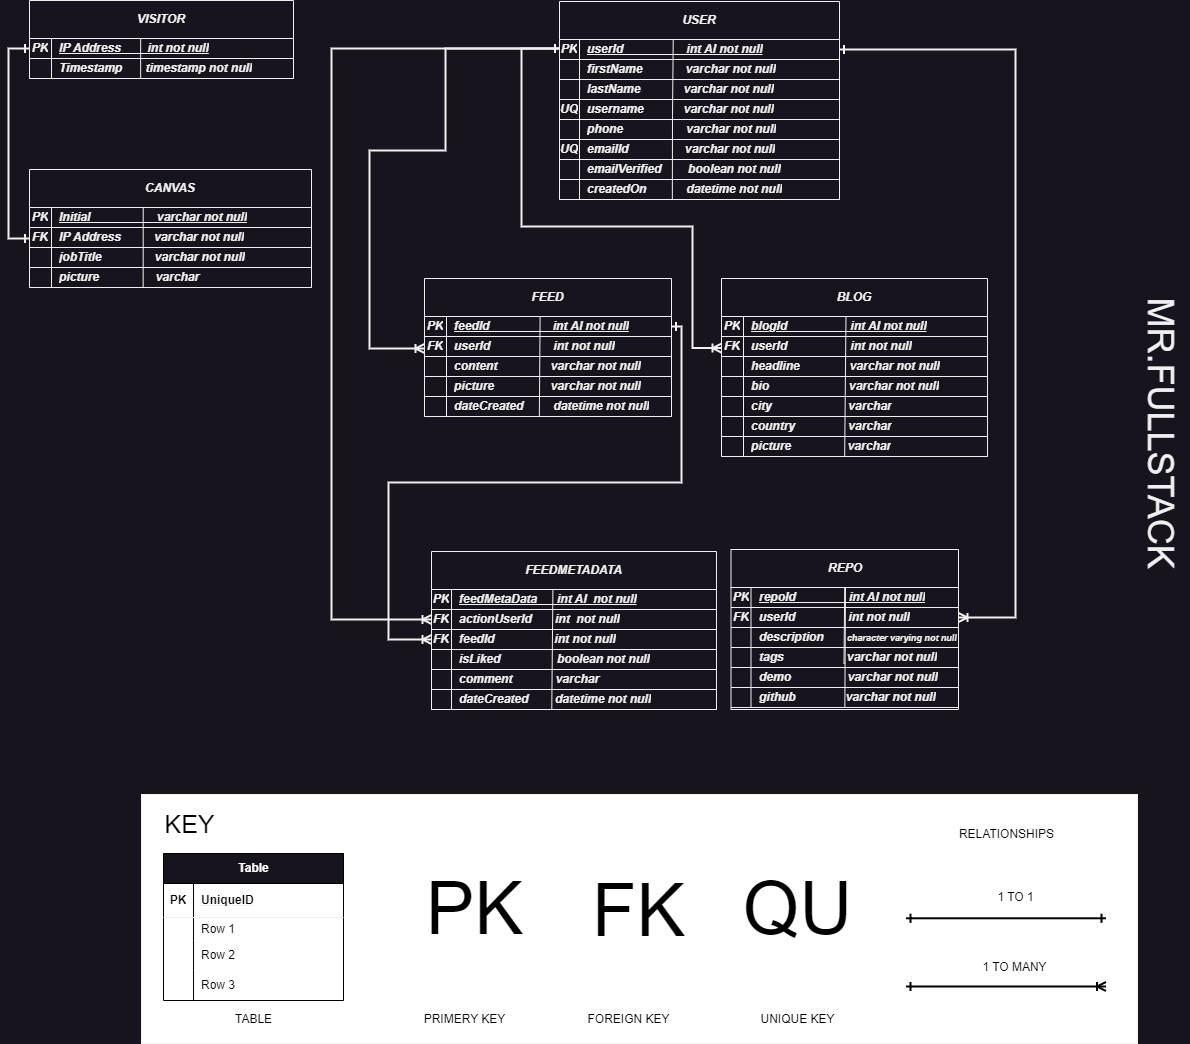 VISITOR
PK IP Address int not null
Timestamp timestamp not null
CANVAS
PK Initial varchar not null
FK IP Address varchar not null
jobTitle varchar not null
picture varchar
USER
PK userId int AI not null
firstName varchar not null
lastName varchar not null
UQ username varchar not null
phone varchar not null
UQ emailId varchar not null
emailVerified boolean not null
createdOn datetime not null
FEED
PK feedId int AI not null
FK userId int not null
content varchar not null
picture varchar not null
dateCreated datetime not null
BLOG
PK blogId int AI not null
FK userId int not null
headline varchar not null
bio varchar not null
city varchar
country varchar
picture varchar
FEEDMETADATA
PK feedMetaData int AI not null
FK actionUserId int not null
FK feedId int not null
isLiked boolean not null
comment varchar
dateCreated datetime not null
REPO
PK repoId int AI not null
FK userId int not null
description character varying not null
tags varchar not null
demo varchar not null
github varchar not null
MR.FULLSTACK
KEY
Table
PK UniqueID
Row 1
Row 2
Row 3
TABLE
PK
PRIMERY KEY
FK
FOREIGN KEY
QU
UNIQUE KEY
RELATIONSHIPS
1 TO 1
1 TO MANY